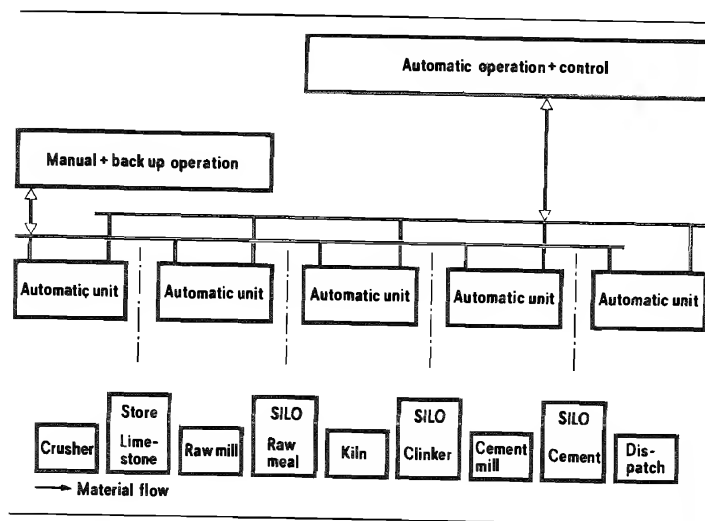 Automatic operation + control
Manual + back up operation
Automatic unit
Automatic unit
Automatic unit
Automatic unit
Automatic unit
Crusher
Store
Lime-
stone
Raw mill
SILO
Raw
meal
Kiln
SILO
Clinker
Cement
mill
SILO
Cement
Dis-
patch
Material flow